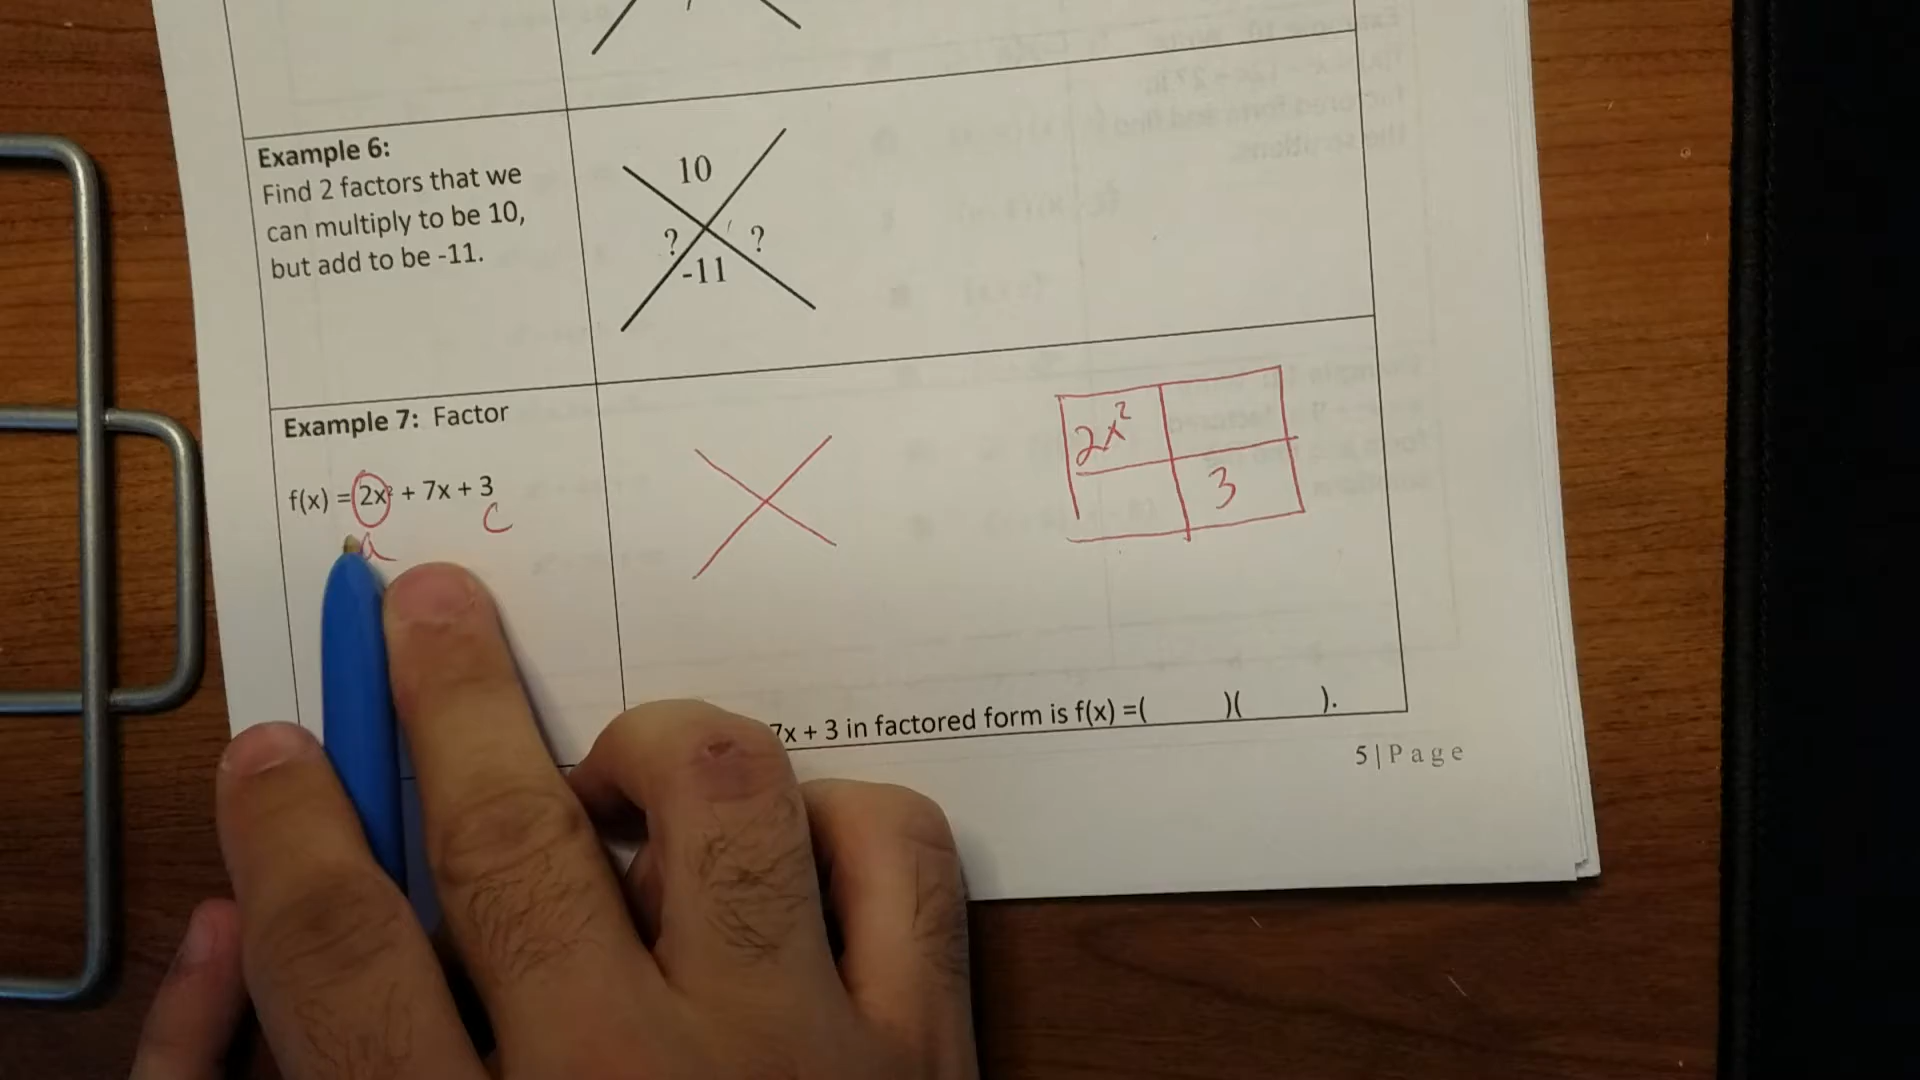 Example 6:
Find 2 factors that we
can multiply to be 10,
but add to be -11.
10
? ?
-11
Example 7: Factor
f(x) = 2x² + 7x + 3
c
a
2x²
3
7x + 3 in factored form is f(x) =( )( ).
5 | P a g e